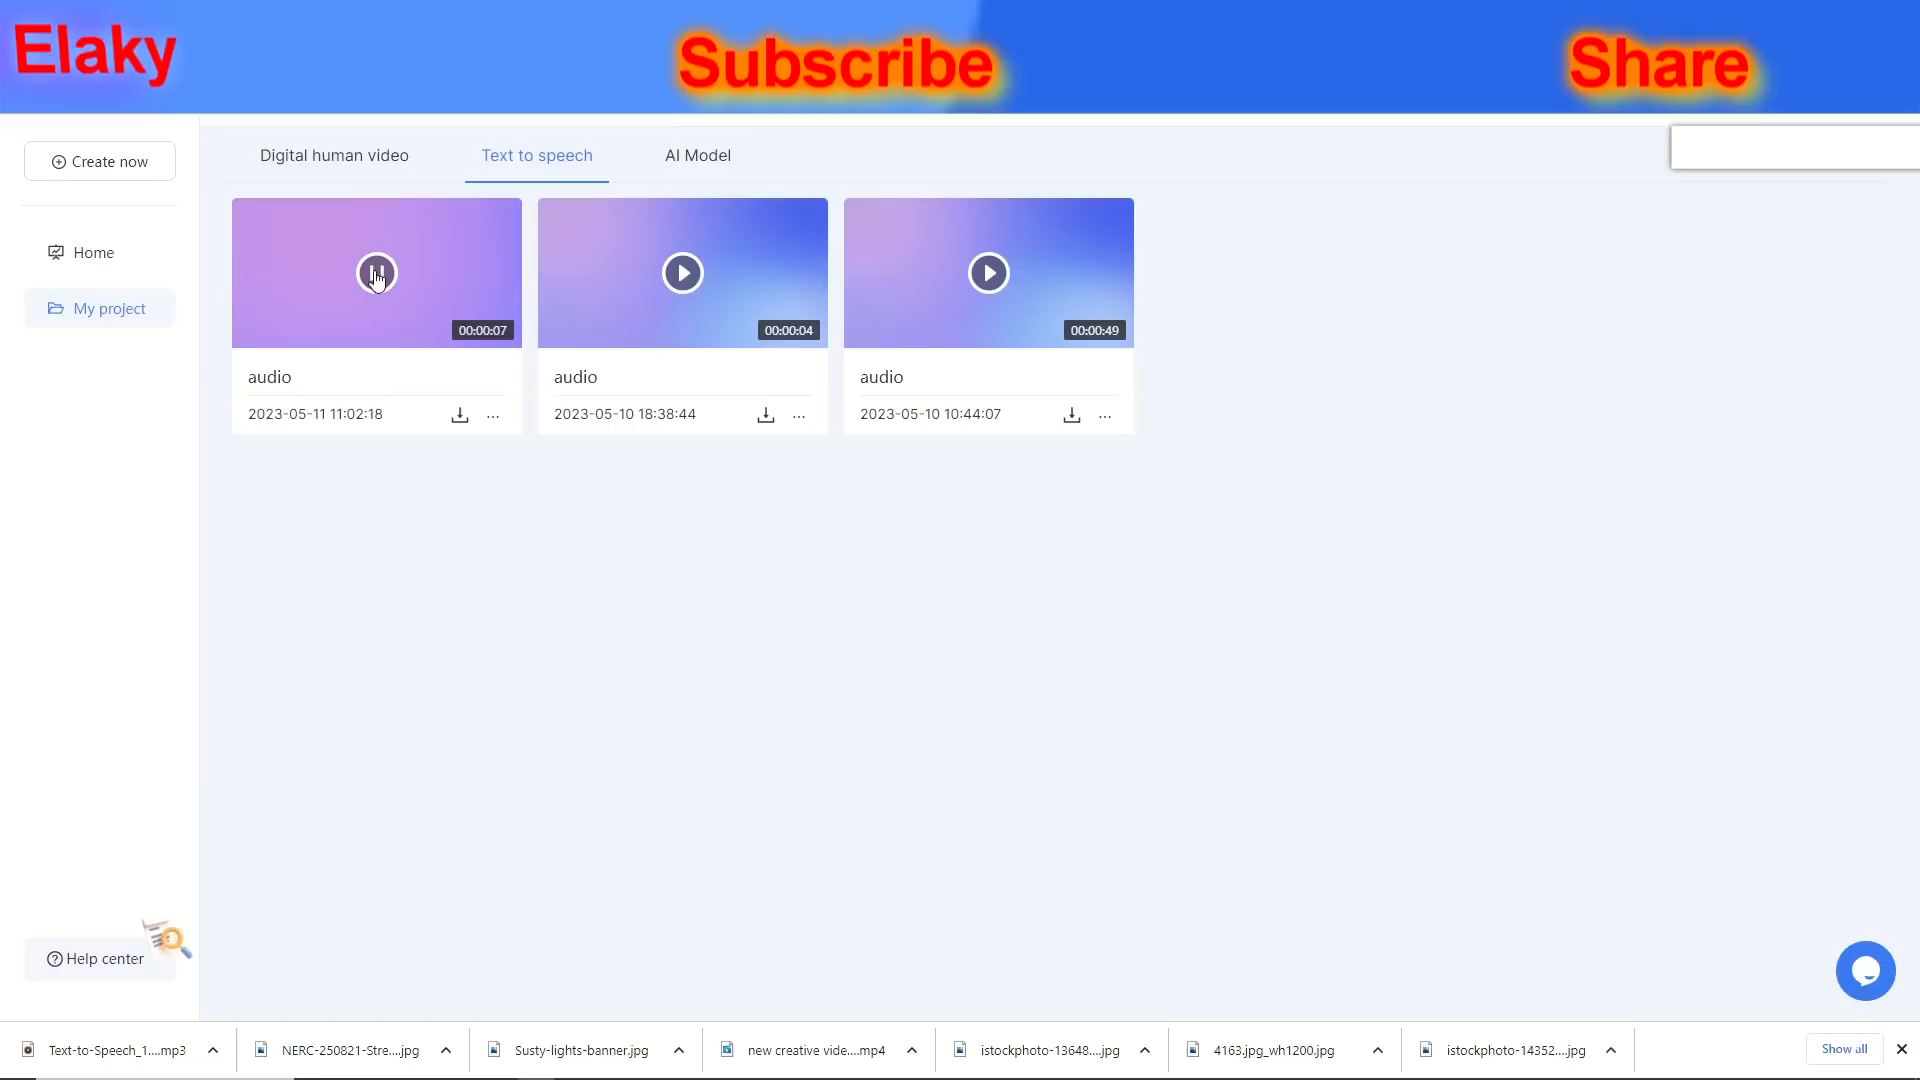 Elaky
Subscribe
Share
Create now
Digital human video
Text to speech
AI Model
Home
My project
00:00:07
00:00:04
00:00:49
audio
audio
audio
2023-05-11 11:02:18
...
2023-05-10 18:38:44
...
2023-05-10 10:44:07
...
Help center
Text-to-Speech_1....mp3
NERC-250821-Stre....jpg
Susty-lights-banner.jpg
new creative vide....mp4
istockphoto-13648....jpg
4163.jpg_wh1200.jpg
istockphoto-14352....jpg
Show all